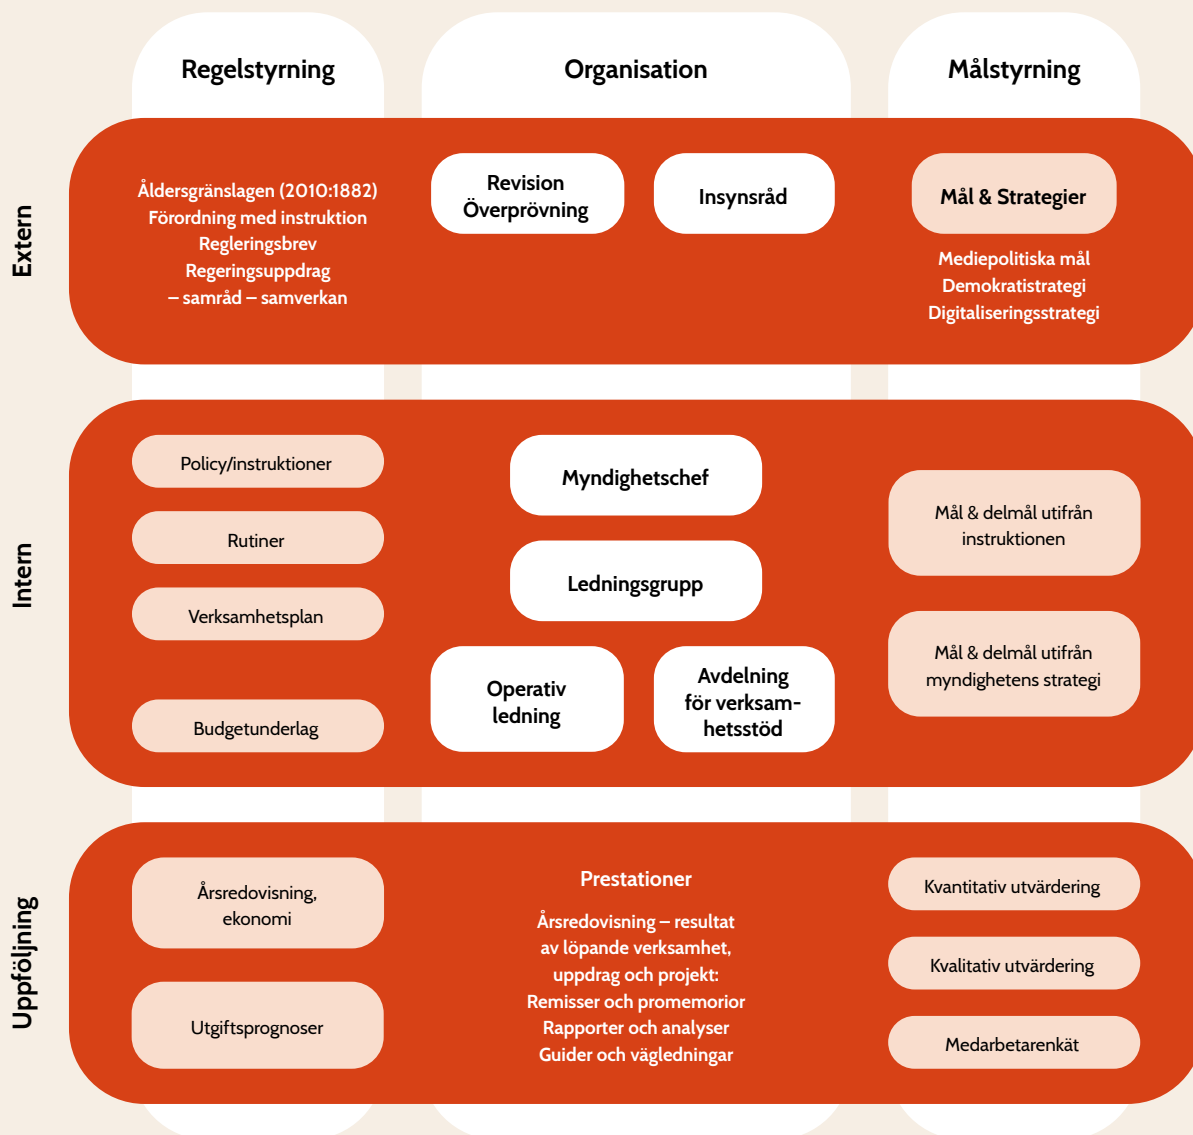 Regelstyrning
Organisation
Målstyrning
Extern
Åldersgränslagen (2010:1882)
Förordning med instruktion
Regleringsbrev
Regeringsuppdrag
– samråd – samverkan
Revision
Överprövning
Insynsråd
Mål & Strategier
Mediepolitiska mål
Demokratistrategi
Digitaliseringsstrategi
Intern
Policy/instruktioner
Rutiner
Verksamhetsplan
Budgetunderlag
Myndighetschef
Ledningsgrupp
Operativ
ledning
Avdelning
för verksam-
hetsstöd
Mål & delmål utifrån
instruktionen
Mål & delmål utifrån
myndighetens strategi
Uppföljning
Årsredovisning,
ekonomi
Utgiftsprognoser
Prestationer
Årsredovisning – resultat
av löpande verksamhet,
uppdrag och projekt:
Remisser och promemorior
Rapporter och analyser
Guider och vägledningar
Kvantitativ utvärdering
Kvalitativ utvärdering
Medarbetarenkät